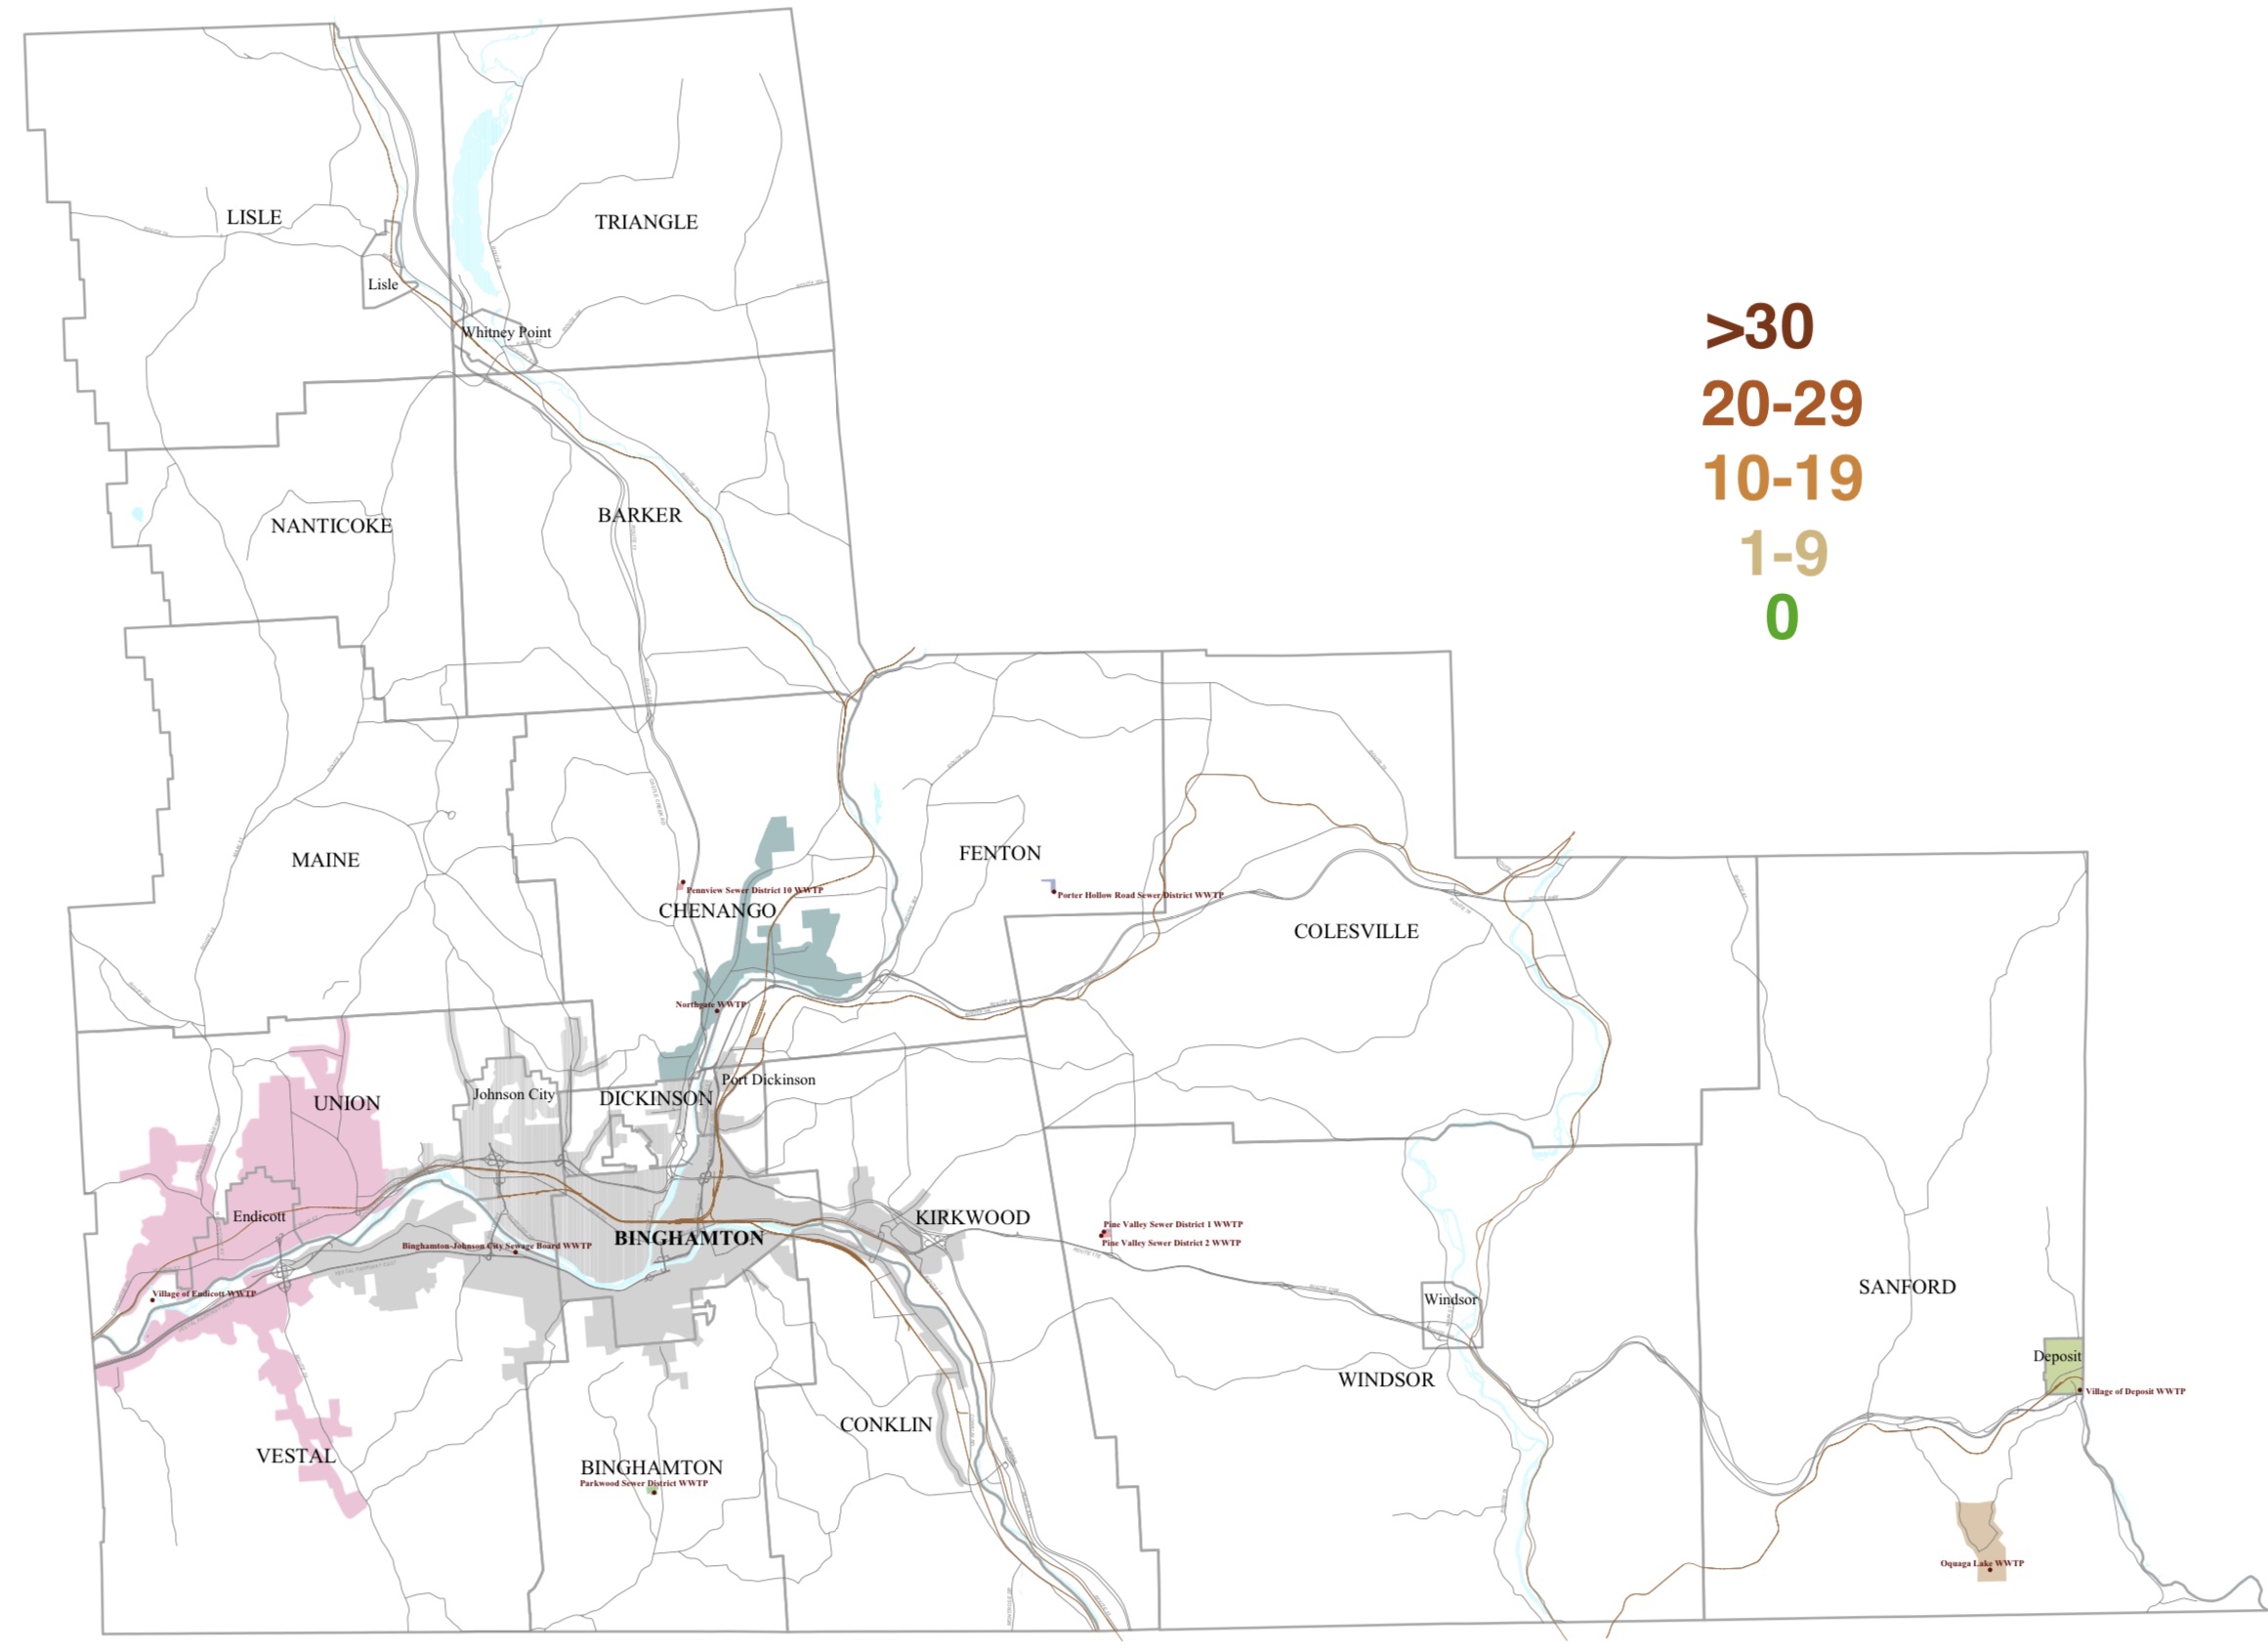 LISLE
TRIANGLE
Lisle
Whitney Point
>30
20-29
10-19
1-9
0
NANTICOKE
BARKER
MAINE
FENTON
Pennview Sewer District 10 WWTP
Porter Hollow Road Sewer District WWTP
CHENANGO
COLESVILLE
Northgate WWTP
Port Dickinson
Johnson City
DICKINSON
UNION
Endicott
KIRKWOOD
Pine Valley Sewer District 1 WWTP
Pine Valley Sewer District 2 WWTP
BINGHAMTON
Binghamton-Johnson City Sewage Board WWTP
Village of Endicott WWTP
Windsor
SANFORD
Deposit
WINDSOR
Village of Deposit WWTP
CONKLIN
VESTAL
BINGHAMTON
Parkwood Sewer District WWTP
Oquaga Lake WWTP